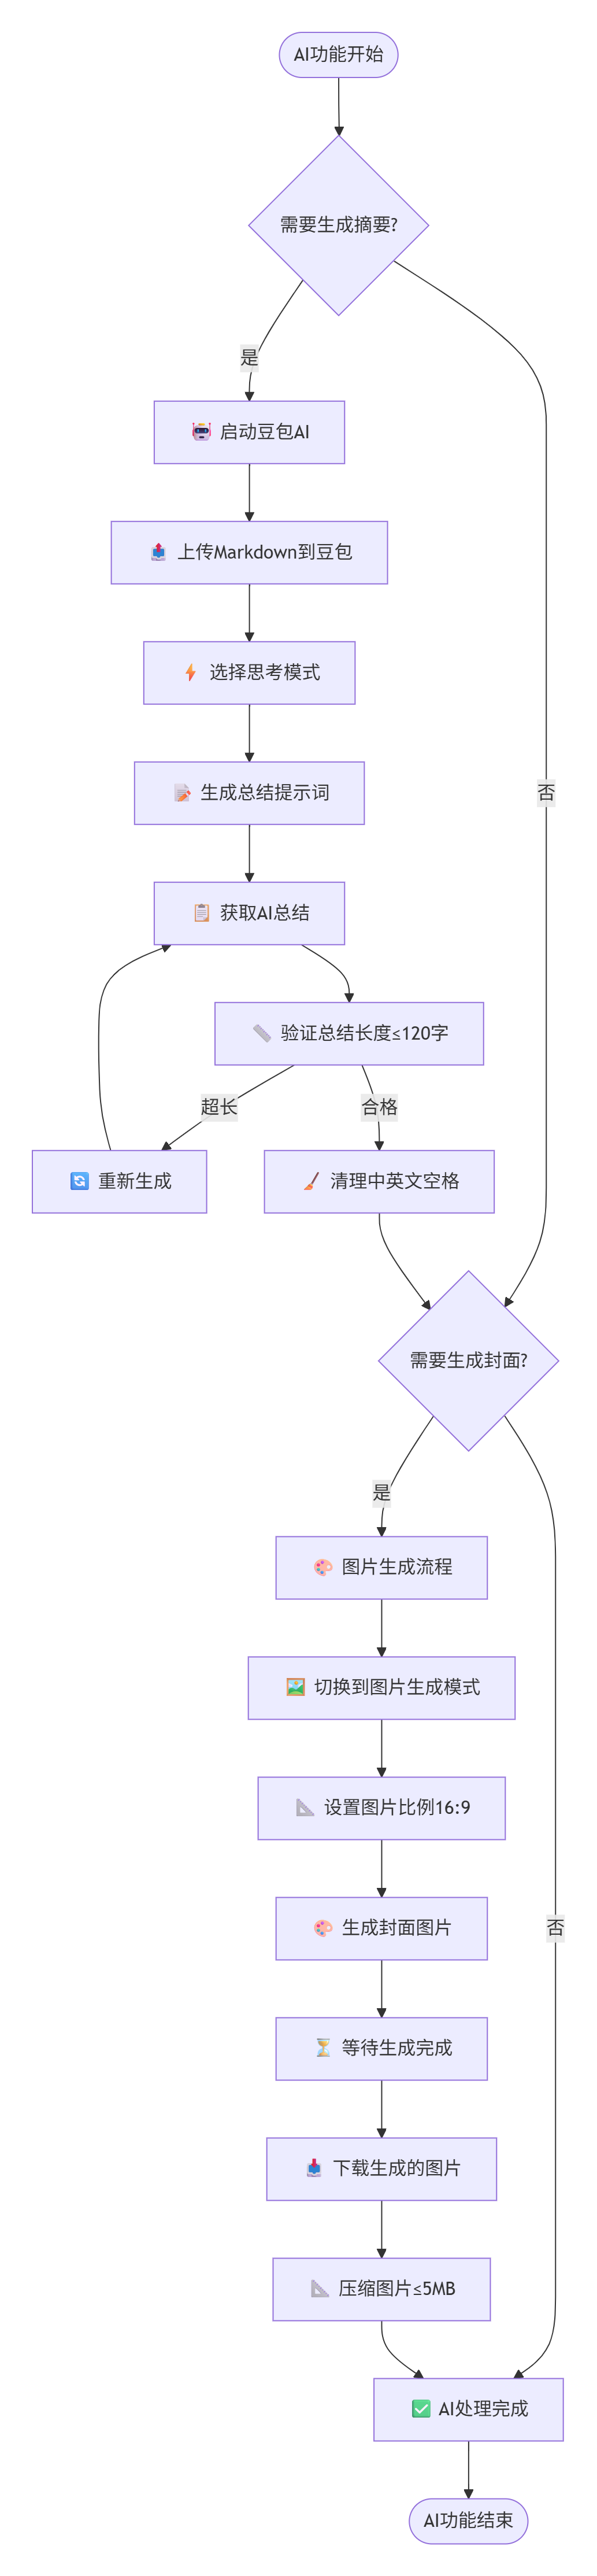 AI功能开始
需要生成摘要?
是
🤖 启动豆包AI
📤 上传Markdown到豆包
⚡ 选择思考模式
📝 生成总结提示词
否
📋 获取AI总结
📏 验证总结长度≤120字
超长
合格
🔄 重新生成
🧹 清理中英文空格
需要生成封面?
是
🎨 图片生成流程
🖼️ 切换到图片生成模式
📐 设置图片比例16:9
🎨 生成封面图片
否
⏳ 等待生成完成
📥 下载生成的图片
📐 压缩图片≤5MB
✅ AI处理完成
AI功能结束